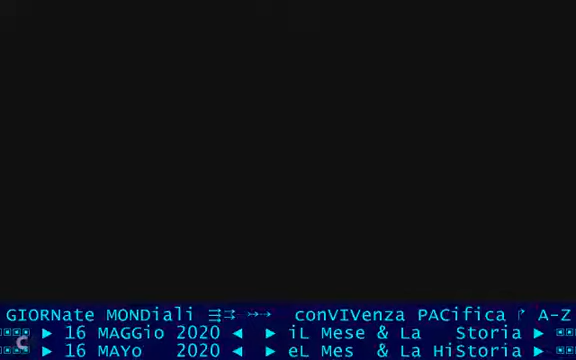 GIORNate MONDiali ⇶⇉ ⤖⇢ conVIVenza PACifica ↱ A-Z
▶ 16 MAGGio 2020 ◀ ▶ iL Mese & La Storia ▶
C ▶ 16 MAYo 2020 ◀ ▶ eL Mes & La HiStoria ▶